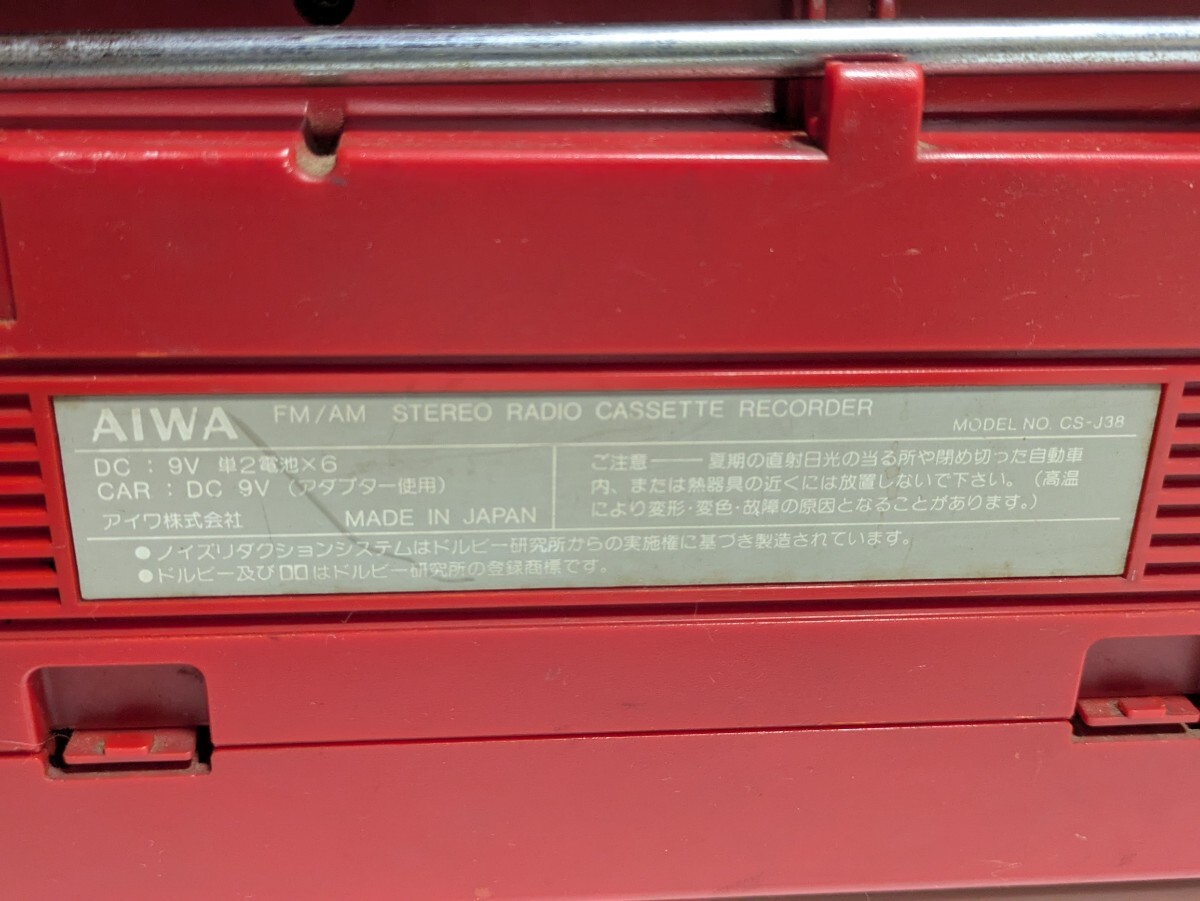 AIWA FM/AM STEREO RADIO CASSETTE RECORDER MODEL NO. CS-J38
DC : 9V 単2電池×6
CAR : DC 9V (アダプター使用)
アイワ株式会社 MADE IN JAPAN
ご注意――夏期の直射日光の当る所や閉め切った自動車
内、または熱器具の近くには放置しないで下さい。(高温
により変形・変色・故障の原因となることがあります。)
●ノイズリダクションシステムはドルビー研究所からの実施権に基づき製造されています。
●ドルビー及び▯▯はドルビー研究所の登録商標です。